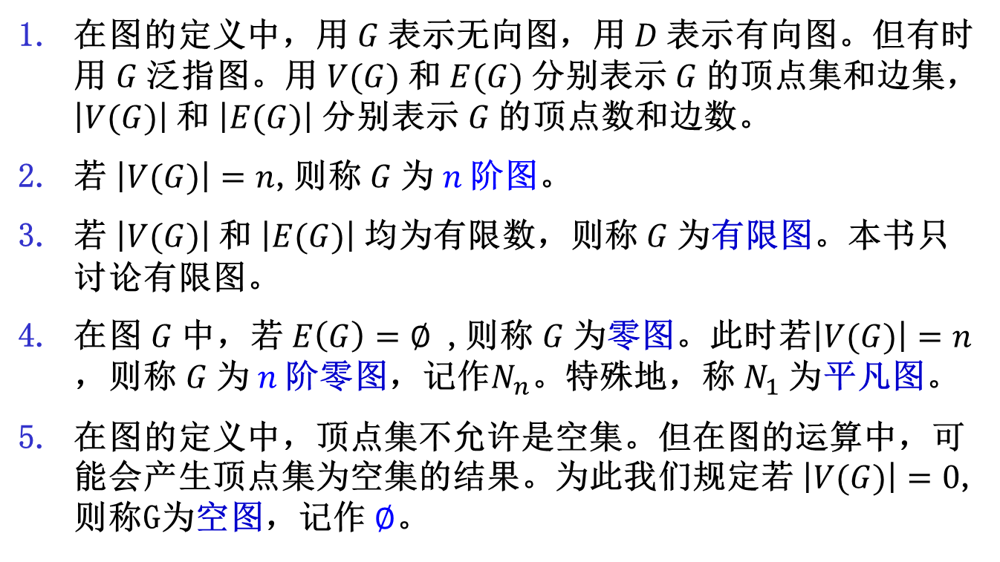 1. 在图的定义中，用 G 表示无向图，用 D 表示有向图。但有时
用 G 泛指图。用 V(G) 和 E(G) 分别表示 G 的顶点集和边集，
|V(G)| 和 |E(G)| 分别表示 G 的顶点数和边数。
2. 若 |V(G)| = n, 则称 G 为 n 阶图。
3. 若 |V(G)| 和 |E(G)| 均为有限数，则称 G 为有限图。本书只
讨论有限图。
4. 在图 G 中，若 E(G) = ∅ , 则称 G 为零图。此时若|V(G)| = n
，则称 G 为 n 阶零图，记作Nₙ。特殊地，称 N₁ 为平凡图。
5. 在图的定义中，顶点集不允许是空集。但在图的运算中，可
能会产生顶点集为空集的结果。为此我们规定若 |V(G)| = 0,
则称G为空图，记作 ∅。